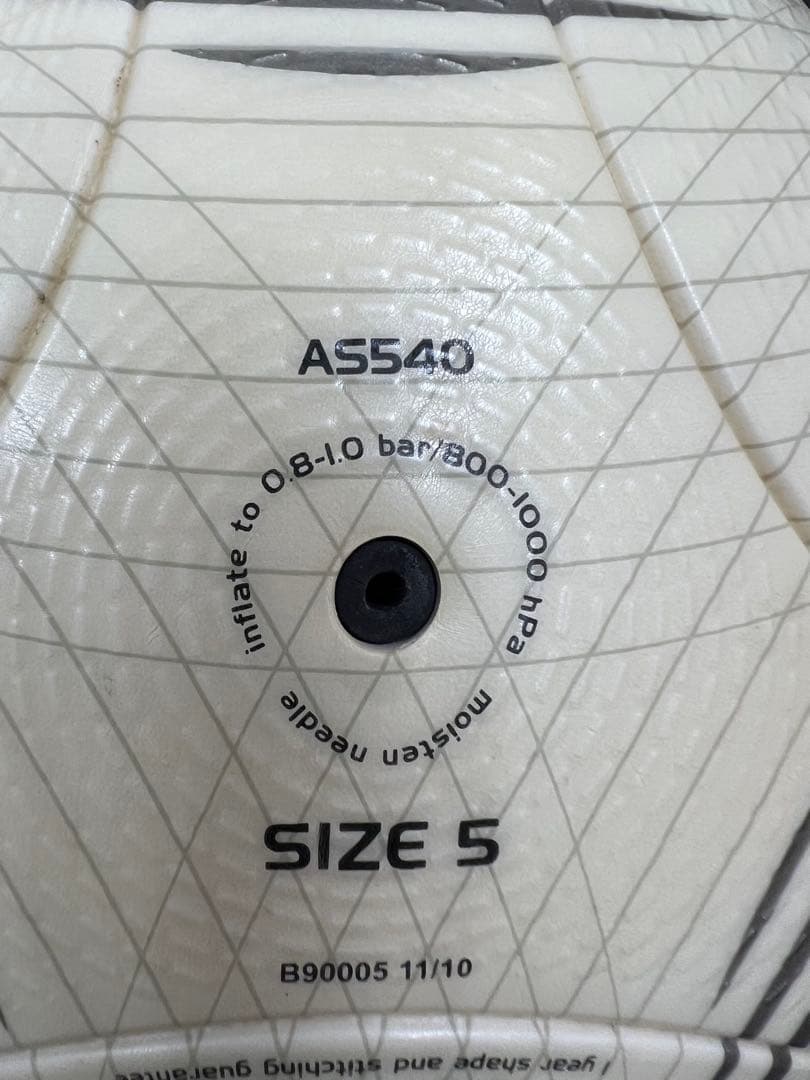 AS540
inflate to 0.8-1.0 bar/800-1000 hPa
moisten needle
SIZE 5
B90005 11/10
1 year shape and stitching guarantee